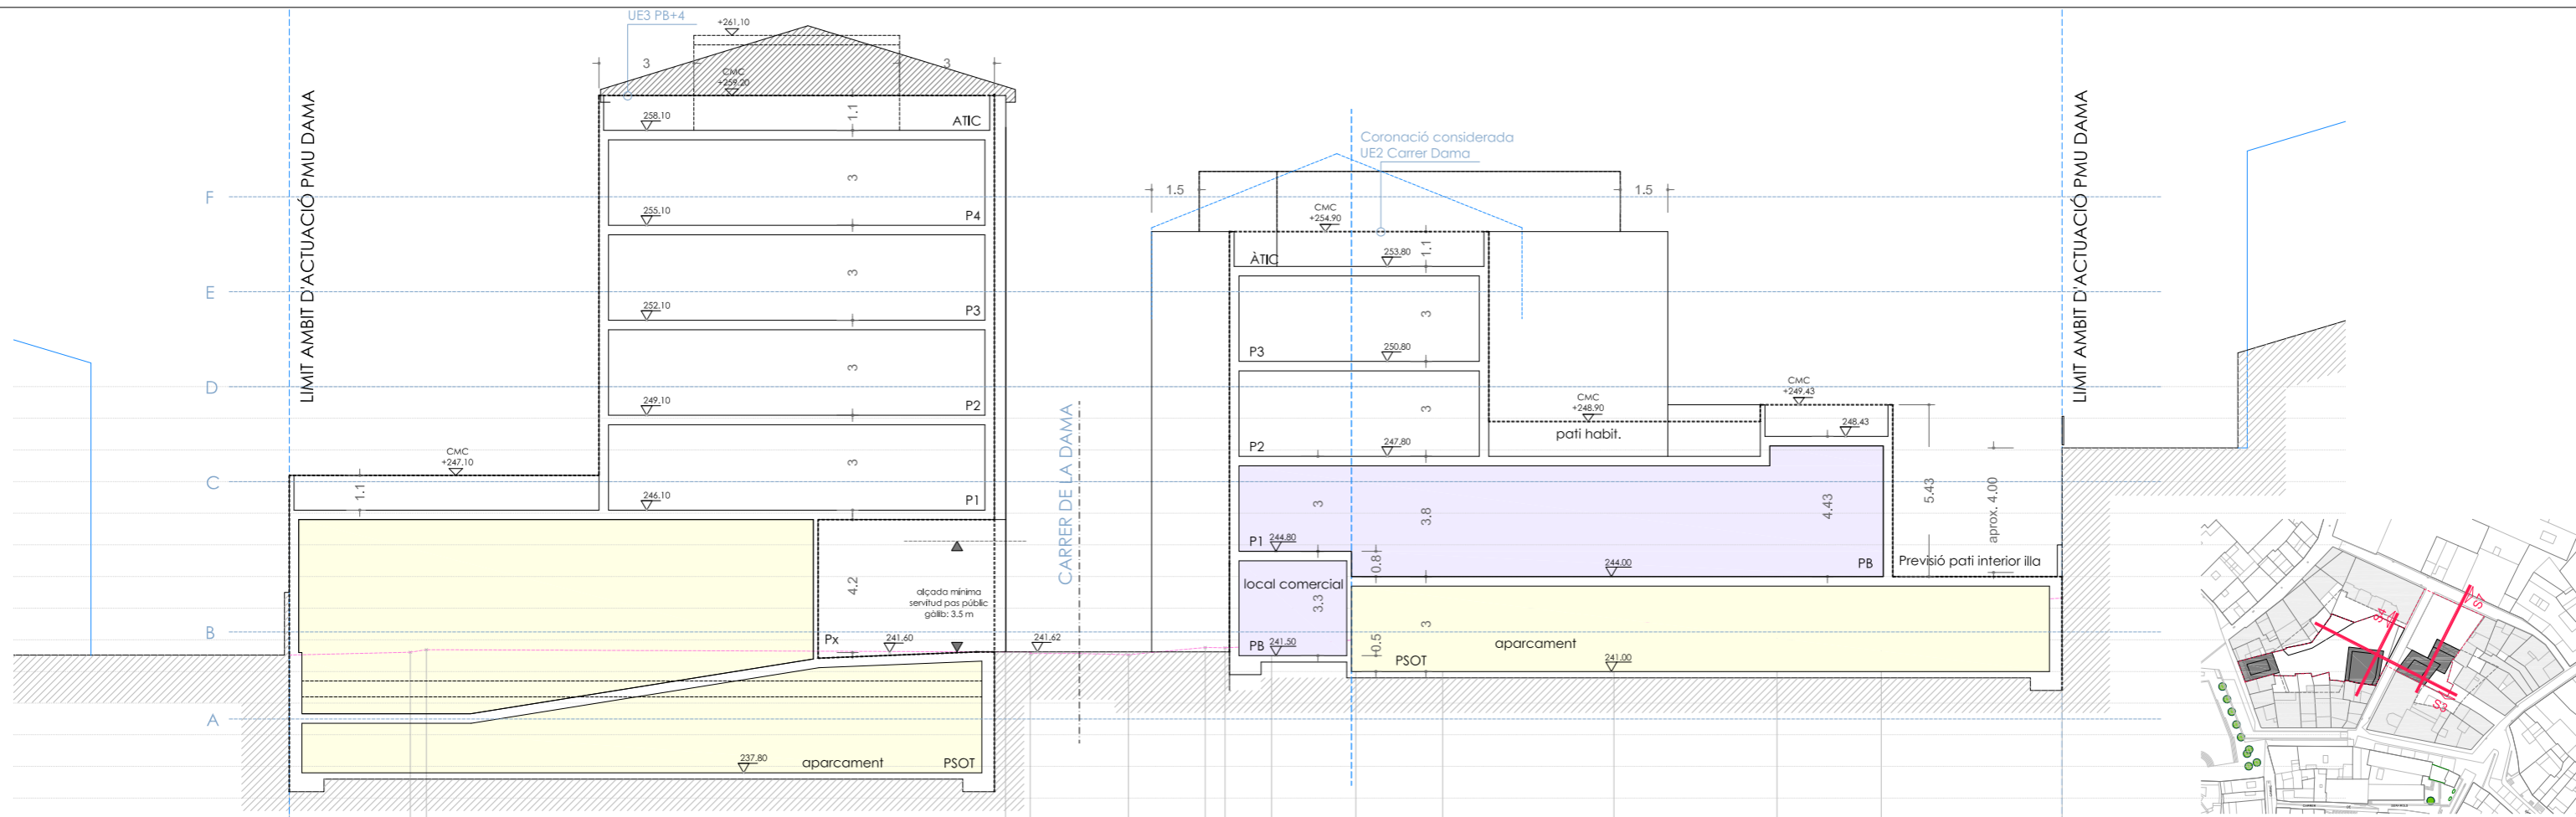 UE3 PB+4
+261,10
3
3
CMC
+259,20
258,10
1.1
ATIC
LIMIT AMBIT D'ACTUACIÓ PMU DAMA
F
255,10
3
P4
E
252,10
3
P3
D
249,10
3
P2
CMC
+247,10
C
1.1
246,10
3
P1
4.2
alçada mínima
servitud pas públic
gàlib: 3.5 m
B
Px
241,60
241,62
A
237,80
aparcament
PSOT
CARRER DE LA DAMA
Coronació considerada
UE2 Carrer Dama
1.5
1.5
CMC
+254,90
ÀTIC
253,80
1.1
3
P3
250,80
3
P2
247,80
CMC
+248,90
pati habit.
CMC
+249,43
248,43
3
3.8
4.43
5.43
aprox. 4.00
P1
244,80
0.8
244,00
PB
Previsió pati interior illa
local comercial
3.3
PB
241,50
0.5
3
aparcament
PSOT
241,00
LIMIT AMBIT D'ACTUACIÓ PMU DAMA
S4
S3